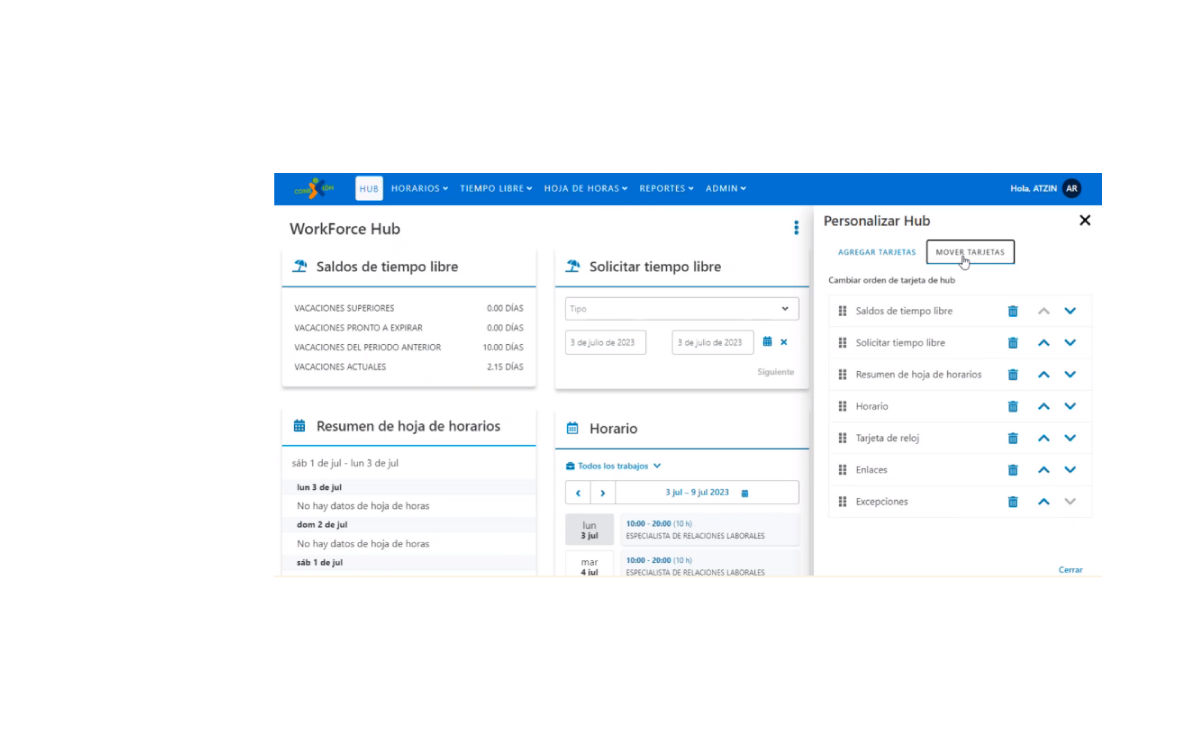 HUB HORARIOS TIEMPO LIBRE HOJA DE HORAS REPORTES ADMIN Hola, ATZIN AR
WorkForce Hub
Saldos de tiempo libre
VACACIONES SUPERIORES 0.00 DÍAS
VACACIONES PRONTO A EXPIRAR 0.00 DÍAS
VACACIONES DEL PERIODO ANTERIOR 10.00 DÍAS
VACACIONES ACTUALES 2.15 DÍAS
Solicitar tiempo libre
Tipo
3 de julio de 2023 3 de julio de 2023
Siguiente
Resumen de hoja de horarios
sáb 1 de jul - lun 3 de jul
lun 3 de jul
No hay datos de hoja de horas
dom 2 de jul
No hay datos de hoja de horas
sáb 1 de jul
Horario
Todos los trabajos
3 jul – 9 jul 2023
lun
3 jul
10:00 - 20:00 (10 h)
ESPECIALISTA DE RELACIONES LABORALES
mar
4 jul
10:00 - 20:00 (10 h)
ESPECIALISTA DE RELACIONES LABORALES
Personalizar Hub
AGREGAR TARJETAS MOVER TARJETAS
Cambiar orden de tarjeta de hub
Saldos de tiempo libre
Solicitar tiempo libre
Resumen de hoja de horarios
Horario
Tarjeta de reloj
Enlaces
Excepciones
Cerrar